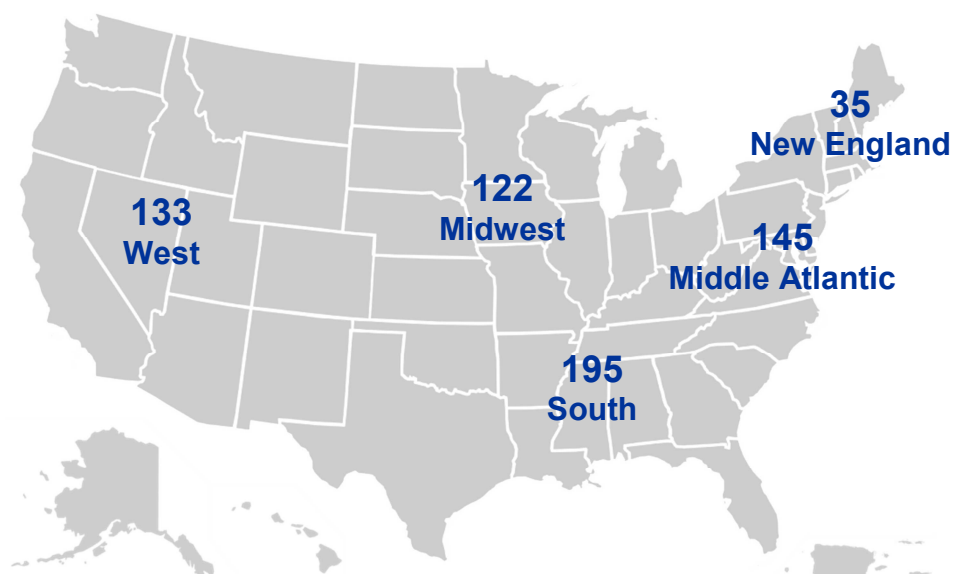 35
New England
122
Midwest
133
West
145
Middle Atlantic
195
South